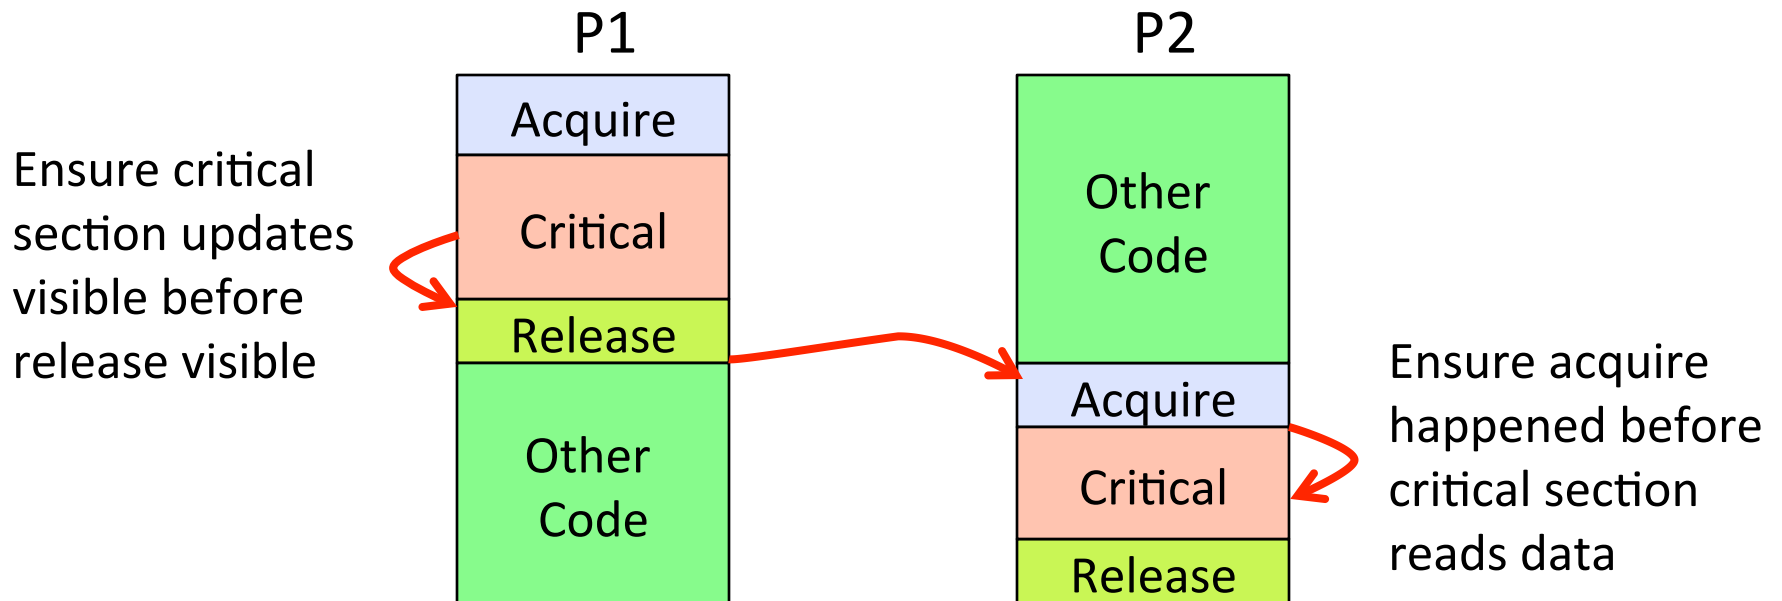 P1
P2
Acquire
Critical
Release
Other
Code
Ensure critical
section updates
visible before
release visible
Other
Code
Acquire
Critical
Release
Ensure acquire
happened before
critical section
reads data